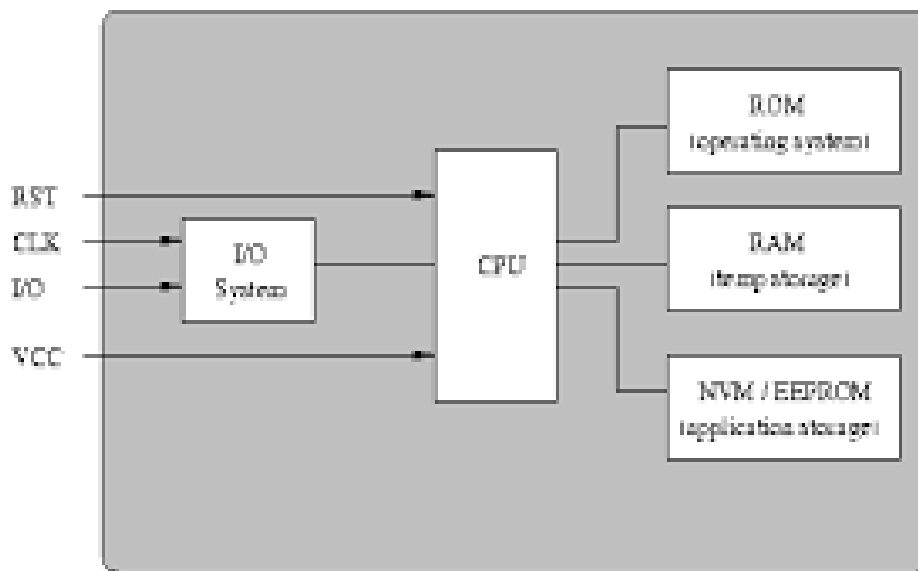 ROM
(operating system)
RST
CLK
I/O
I/O
System
CPU
RAM
(temp storage)
VCC
NVM / EEPROM
(application storage)